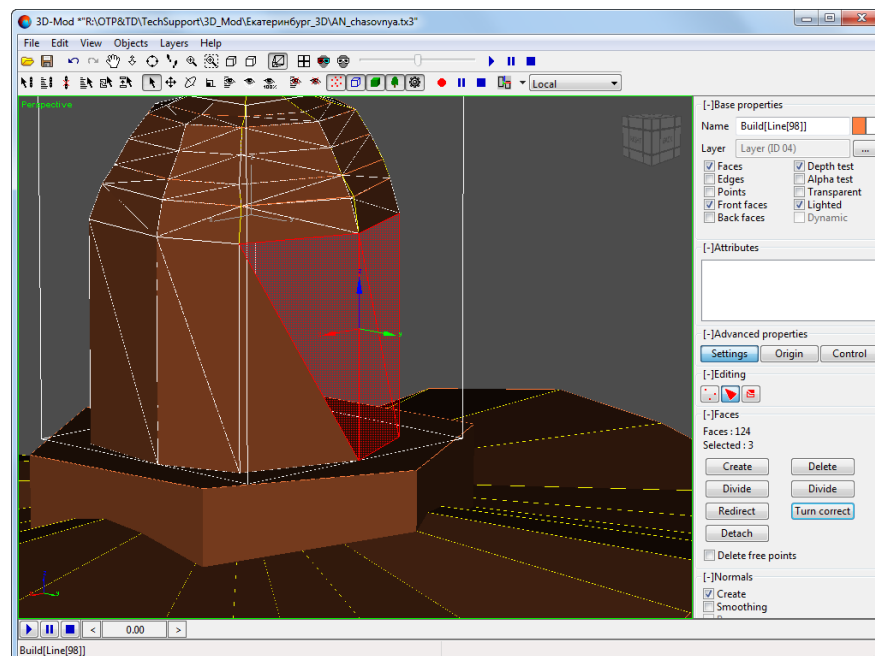 3D-Mod *"R:\OTP&TD\TechSupport\3D_Mod\Екатеринбург_3D\AN_chasovnya.tx3"
File Edit View Objects Layers Help
Local
Perspective
[-]Base properties
Name Build[Line[98]]
Layer Layer (ID 04) ...
Faces Depth test
Edges Alpha test
Points Transparent
Front faces Lighted
Back faces Dynamic
[-]Attributes
[-]Advanced properties
Settings Origin Control
[-]Editing
[-]Faces
Faces : 124
Selected : 3
Create Delete
Divide Divide
Redirect Turn correct
Detach
Delete free points
[-]Normals
Create
Smoothing
< 0.00 >
Build[Line[98]]